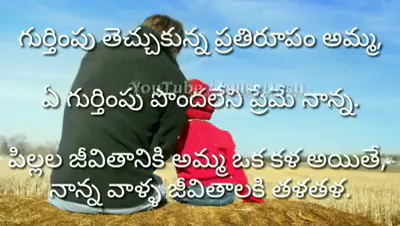 గుర్తింపు తెచ్చుకున్న ప్రతిరూపం అమ్మ,
ఏ గుర్తింపు పొందలేని ప్రేమే నాన్న.
పిల్లల జీవితానికి అమ్మ ఒక కళ అయితే,
నాన్న వాళ్ళ జీవితాలకి తళతళ.